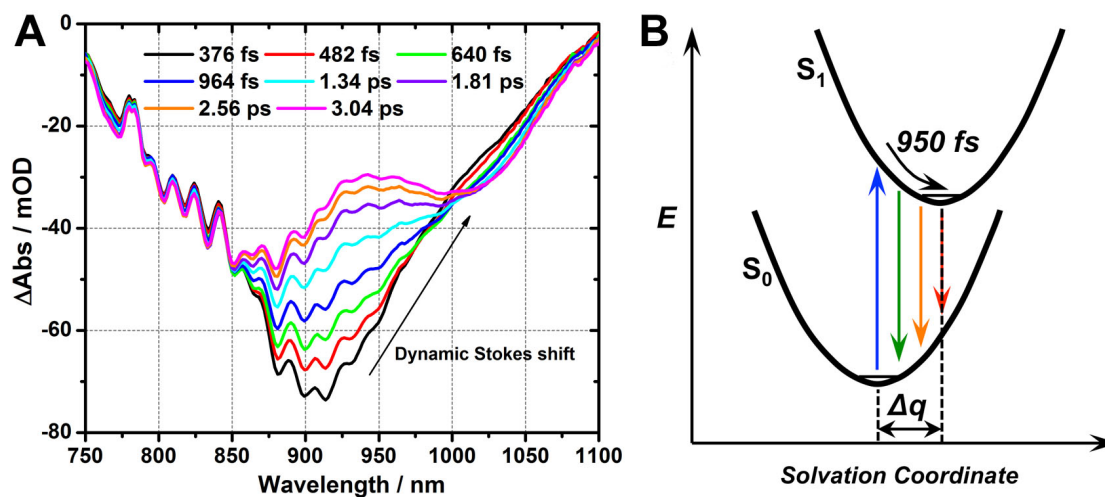 A
376 fs 482 fs 640 fs
964 fs 1.34 ps 1.81 ps
2.56 ps 3.04 ps
0
-20
-40
-60
-80
ΔAbs / mOD
Dynamic Stokes shift
750 800 850 900 950 1000 1050 1100
Wavelength / nm
B
S1
950 fs
E
S0
Δq
Solvation Coordinate